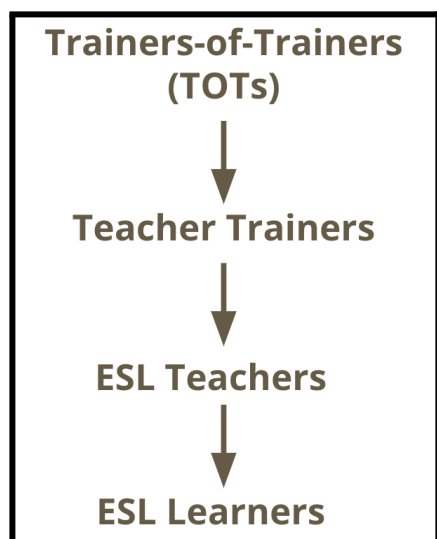 Trainers-of-Trainers
(TOTs)
Teacher Trainers
ESL Teachers
ESL Learners